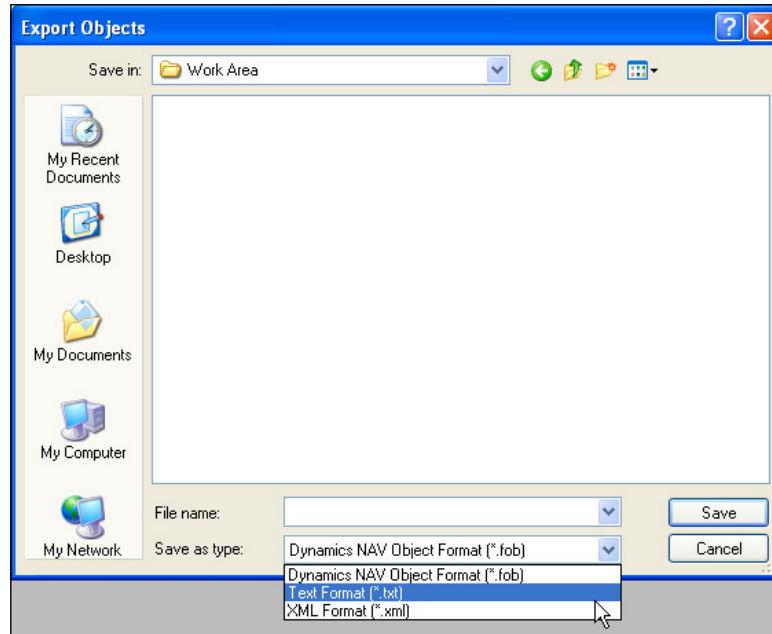 Export Objects
?
Save in:
Work Area
My Recent
Documents
Desktop
My Documents
My Computer
My Network
File name:
Save
Save as type:
Dynamics NAV Object Format (*.fob)
Cancel
Dynamics NAV Object Format (*.fob)
Text Format (*.txt)
XML Format (*.xml)